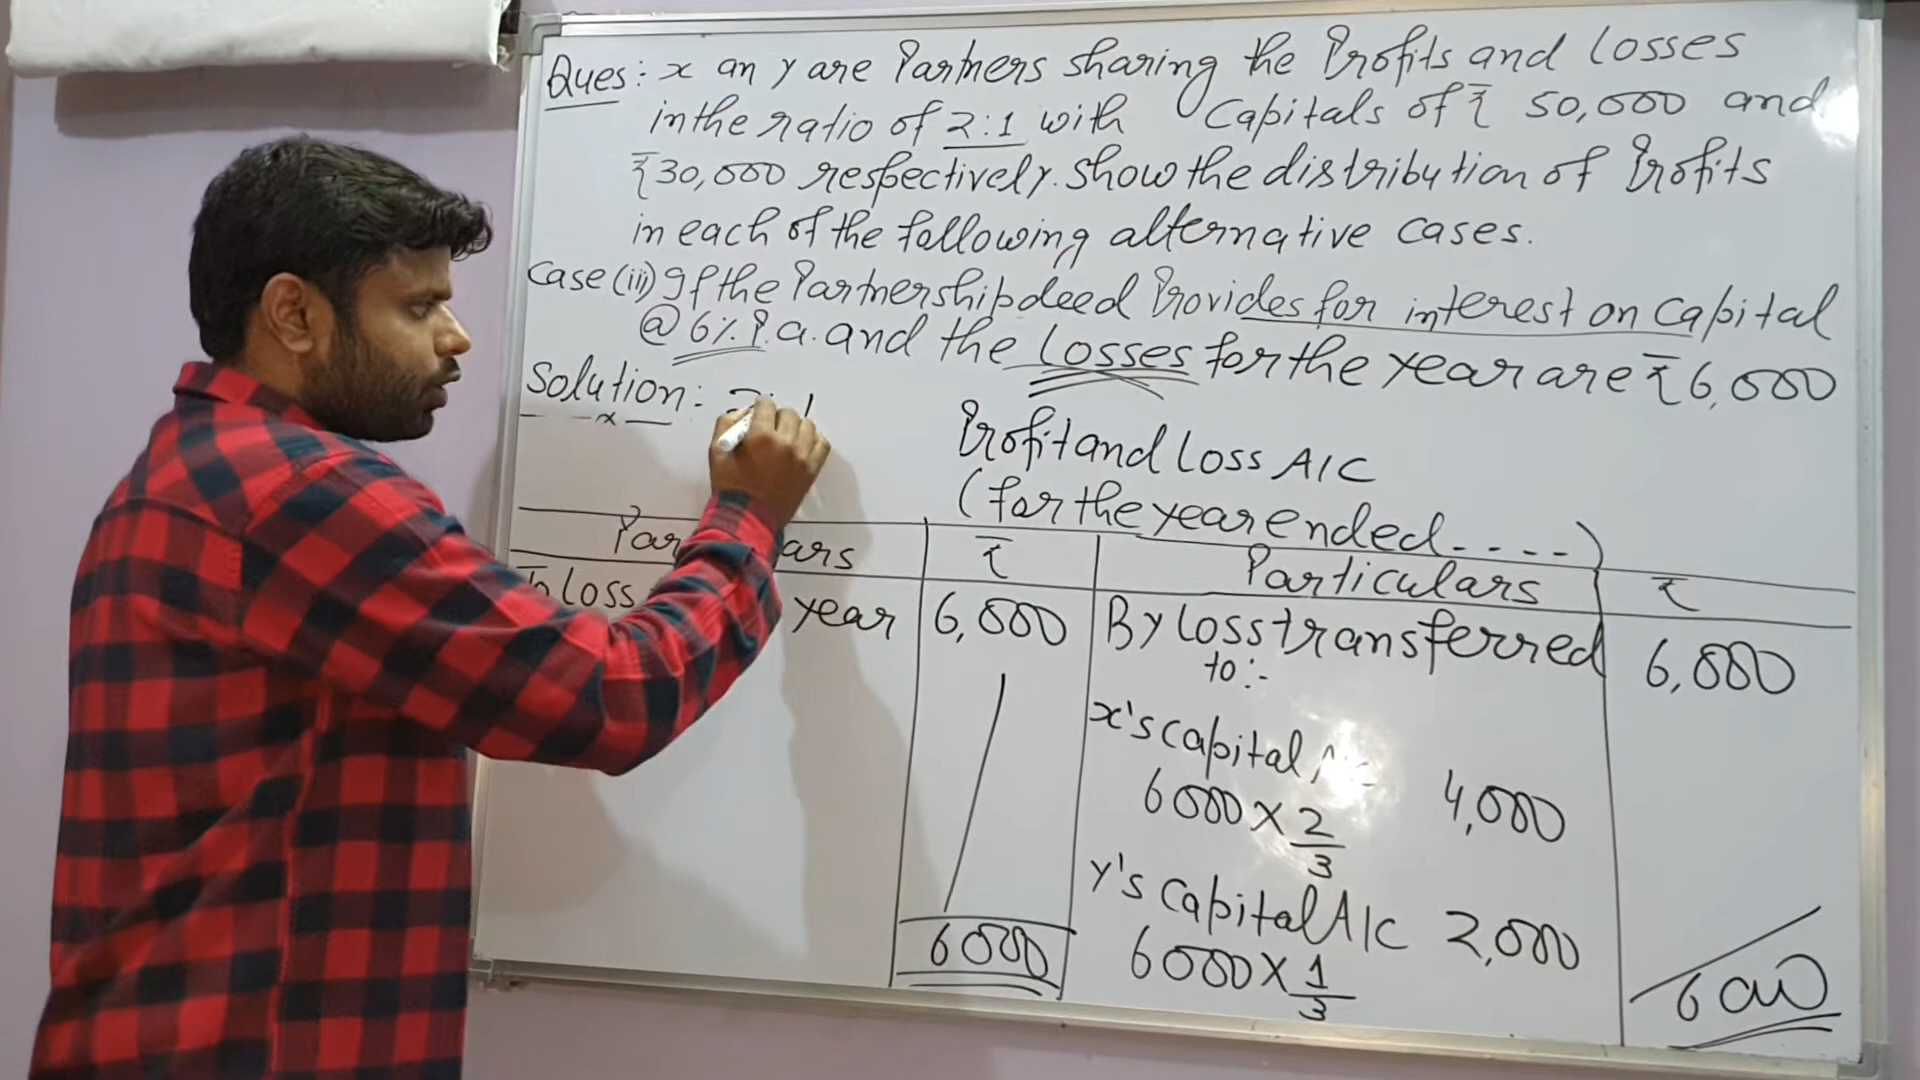 Ques: x an y are Partners sharing the Profits and Losses
in the ratio of 2:1 with Capitals of ₹ 50,000 and
₹30,000 respectively. Show the distribution of Profits
in each of the following alternative cases.
Case (iii) If the Partnership deed Provides for interest on Capital
@ 6% P.a. and the Losses for the year are ₹6,000
Solution:
Profit and Loss A/C
(for the year ended.....)
Particulars ₹ Particulars ₹
To Loss year 6,000 By Loss transferred 6,000
to:-
x's capital 4,000
6000 × 2/3
y's Capital A/C 2,000
6000 × 1/3
6000 6000